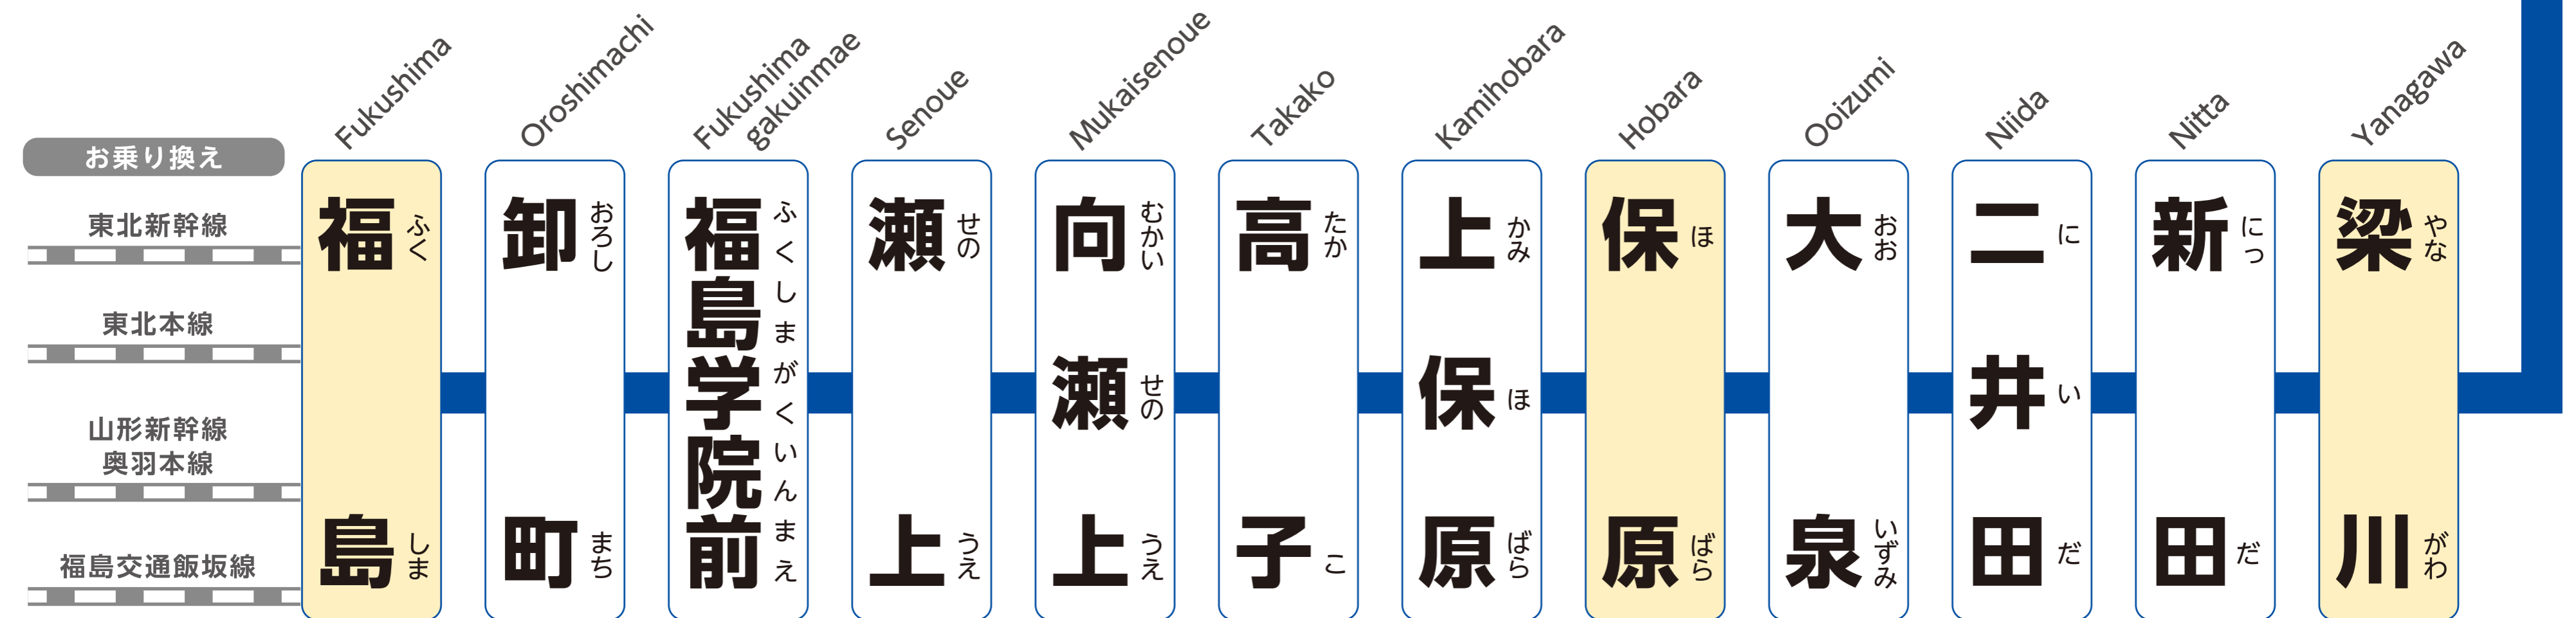 お乗り換え
東北新幹線
東北本線
山形新幹線
奥羽本線
福島交通飯坂線
Fukushima
福島
ふくしま
Oroshimachi
卸町
おろしまち
Fukushima
gakuinmae
福島学院前
ふくしまがくいんまえ
Senoue
瀬上
せのうえ
Mukaisenoue
向瀬上
むかいせのうえ
Takako
高子
たかこ
Kamihobara
上保原
かみほばら
Hobara
保原
ほばら
Ooizumi
大泉
おおいずみ
Niida
二井田
にいだ
Nitta
新田
にっだ
Yanagawa
梁川
やながわ